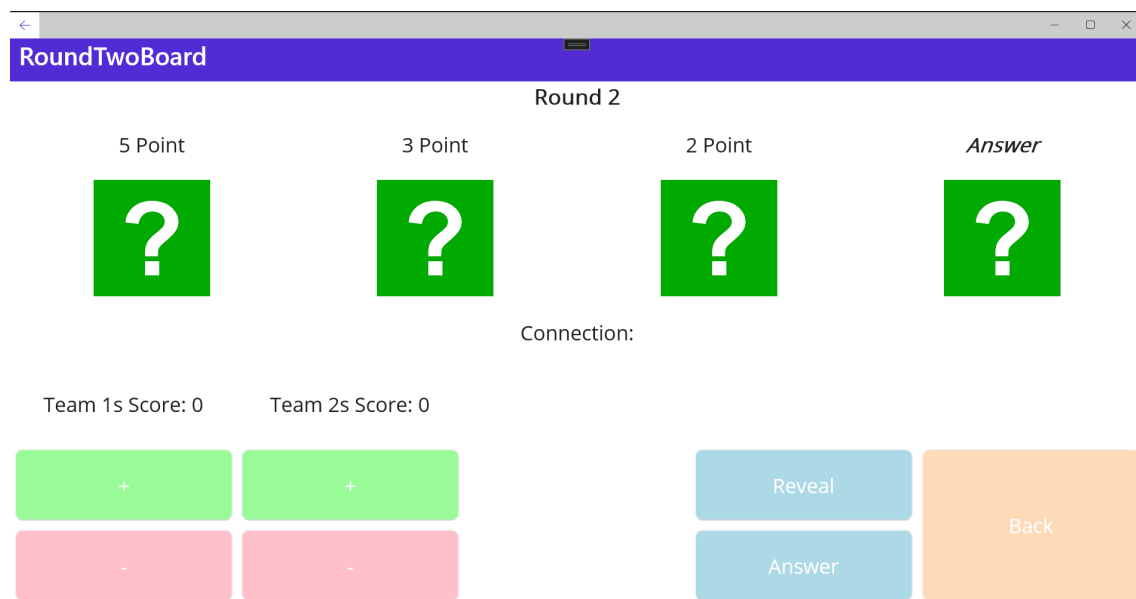 RoundTwoBoard
Round 2
5 Point 3 Point 2 Point Answer
? ? ? ?
Connection:
Team 1s Score: 0 Team 2s Score: 0
+ + Reveal
Back
- - Answer